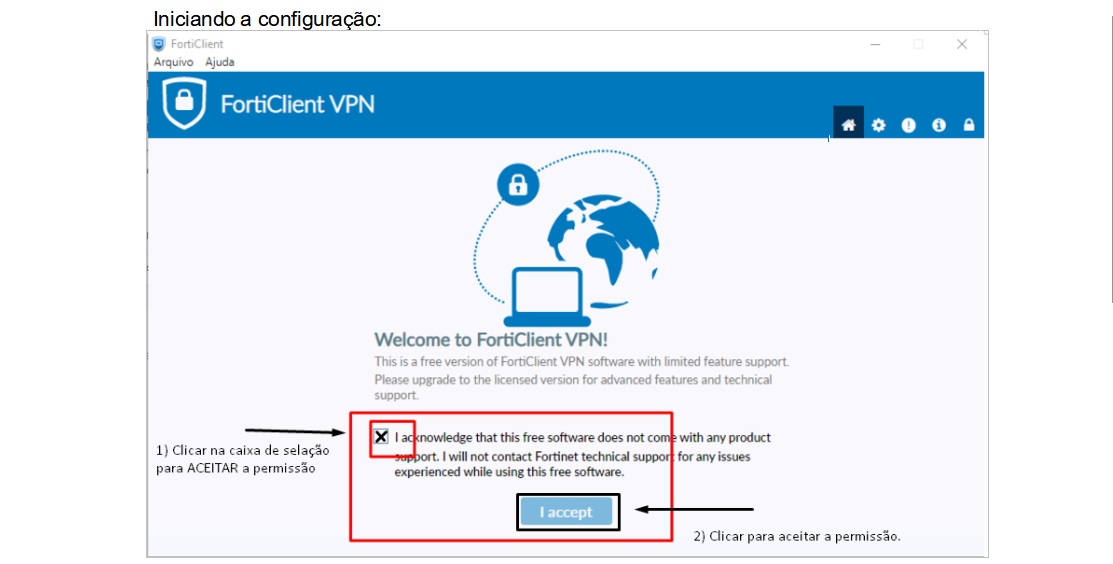 Iniciando a configuração:
FortiClient
Arquivo Ajuda
FortiClient VPN
Welcome to FortiClient VPN!
This is a free version of FortiClient VPN software with limited feature support.
Please upgrade to the licensed version for advanced features and technical
support.
1) Clicar na caixa de selação
para ACEITAR a permissão
I acknowledge that this free software does not come with any product
support. I will not contact Fortinet technical support for any issues
experienced while using this free software.
I accept
2) Clicar para aceitar a permissão.